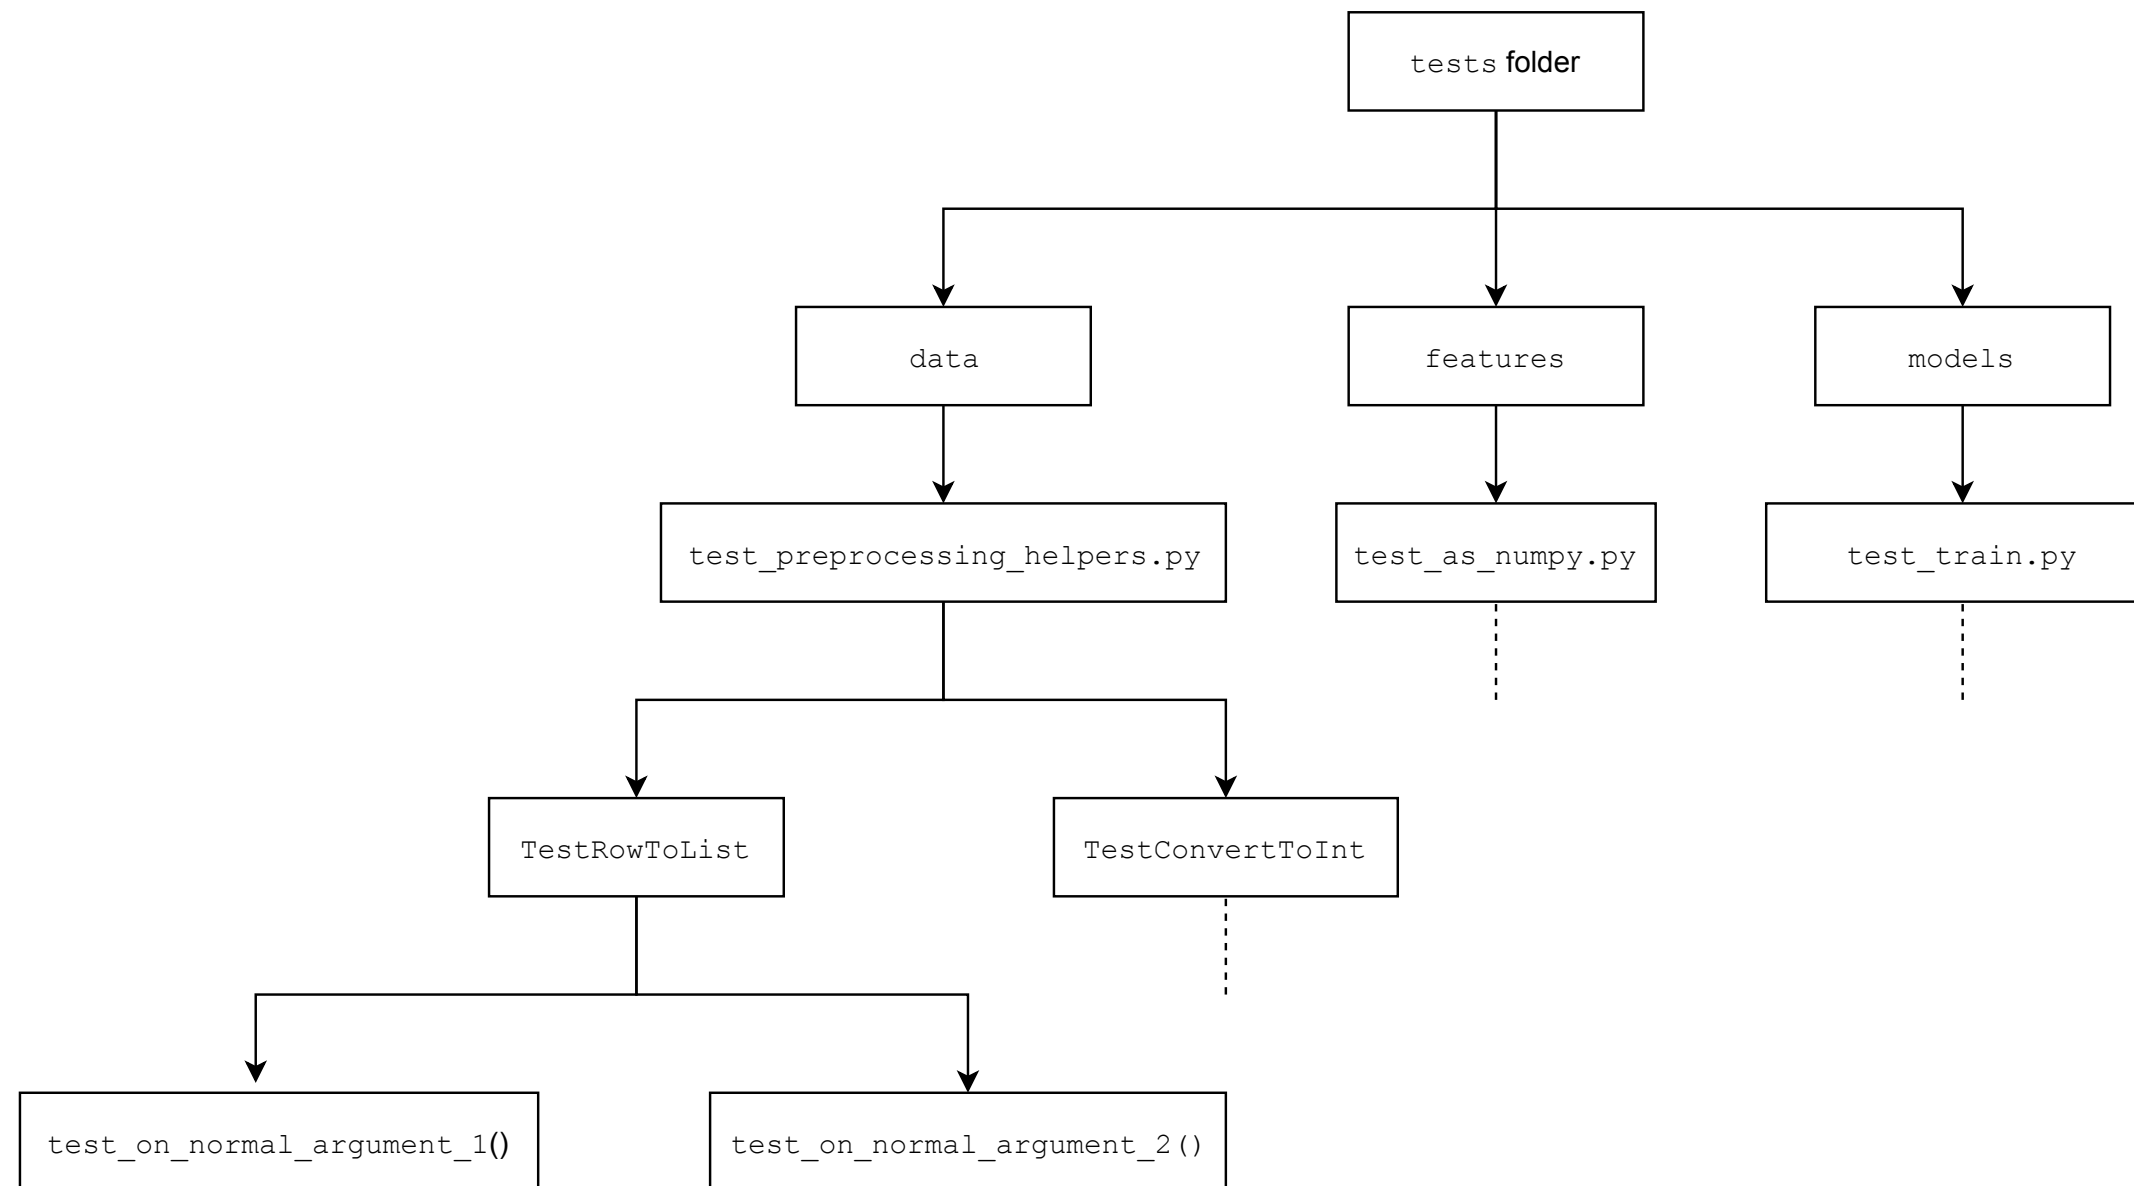 tests folder
data
features
models
test_preprocessing_helpers.py
test_as_numpy.py
test_train.py
TestRowToList
TestConvertToInt
test_on_normal_argument_1()
test_on_normal_argument_2()